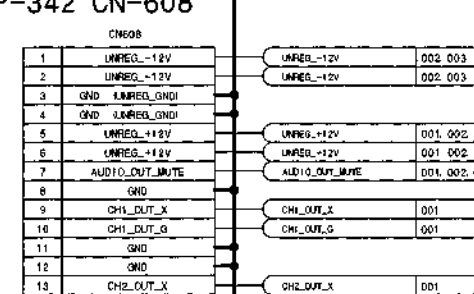 P-342 CN-608
CN608
1 UNREG_-12V UNREG_-12V 002 003
2 UNREG_-12V UNREG_-12V 002 003
3 GND (UNREG_GND)
4 GND (UNREG_GND)
5 UNREG_+12V UNREG_+12V 001, 002
6 UNREG_+12V UNREG_+12V 001 002
7 AUDIO_OUT_MUTE AUDIO_OUT_MUTE 001, 002,
8 GND
9 CH1_OUT_X CH1_OUT_X 001
10 CH1_OUT_G CH1_OUT_G 001
11 GND
12 GND
13 CH2_OUT_X CH2_OUT_X 001